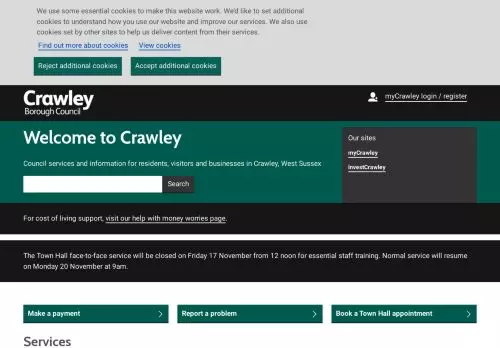 We use some essential cookies to make this website work. We'd like to set additional
cookies to understand how you use our website and improve our services. We also use
cookies set by other sites to help us deliver content from their services.
Find out more about cookies View cookies
Reject additional cookies Accept additional cookies
Crawley
Borough Council
myCrawley login / register
Welcome to Crawley
Council services and information for residents, visitors and businesses in Crawley, West Sussex
Search
Our sites
myCrawley
investCrawley
For cost of living support, visit our help with money worries page.
The Town Hall face-to-face service will be closed on Friday 17 November from 12 noon for essential staff training. Normal service will resume
on Monday 20 November at 9am.
Make a payment
Report a problem
Book a Town Hall appointment
Services